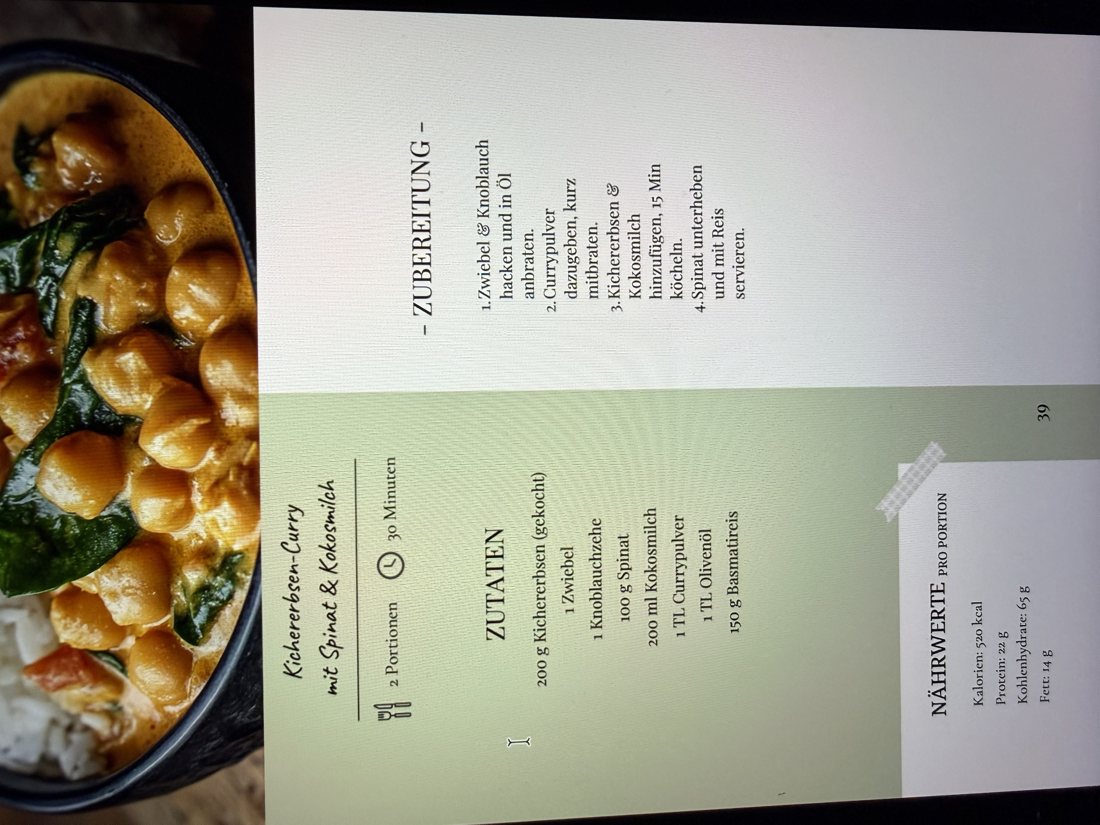 Kichererbsen-Curry
mit Spinat & Kokosmilch
2 Portionen 30 Minuten
ZUTATEN
200 g Kichererbsen (gekocht)
1 Zwiebel
1 Knoblauchzehe
100 g Spinat
200 ml Kokosmilch
1 TL Currypulver
1 TL Olivenöl
150 g Basmatireis
NÄHRWERTE PRO PORTION
Kalorien: 520 kcal
Protein: 22 g
Kohlenhydrate: 65 g
Fett: 14 g
– ZUBEREITUNG –
1. Zwiebel & Knoblauch
hacken und in Öl
anbraten.
2. Currypulver
dazugeben, kurz
mitbraten.
3. Kichererbsen &
Kokosmilch
hinzufügen, 15 Min
köcheln.
4. Spinat unterheben
und mit Reis
servieren.
39